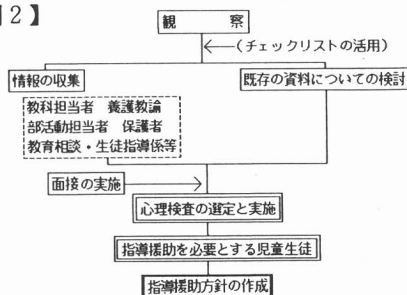 2】
観 察
(チェックリストの活用)
情報の収集
既存の資料についての検討
教科担当者 養護教諭
部活動担当者 保護者
教育相談・生徒指導係等
面接の実施
心理検査の選定と実施
指導援助を必要とする児童生徒
指導援助方針の作成